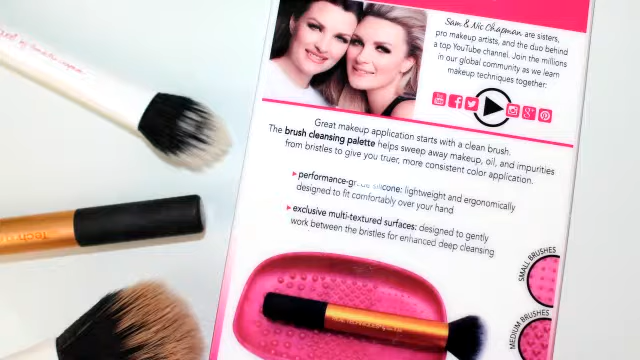 Sam & Nic Chapman are sisters,
pro makeup artists, and the duo behind
a top YouTube channel. Join the millions
in our global community as we learn
makeup techniques together:
Great makeup application starts with a clean brush.
The brush cleansing palette helps sweep away makeup, oil, and impurities
from bristles to give you truer, more consistent color application.
silicone: lightweight and ergonomically
designed to fit comfortably over your hand
exclusive multi-textured surfaces: designed to gently
work between the bristles for enhanced deep cleansing
SMALL BRUSHES
MEDIUM BRUSHES